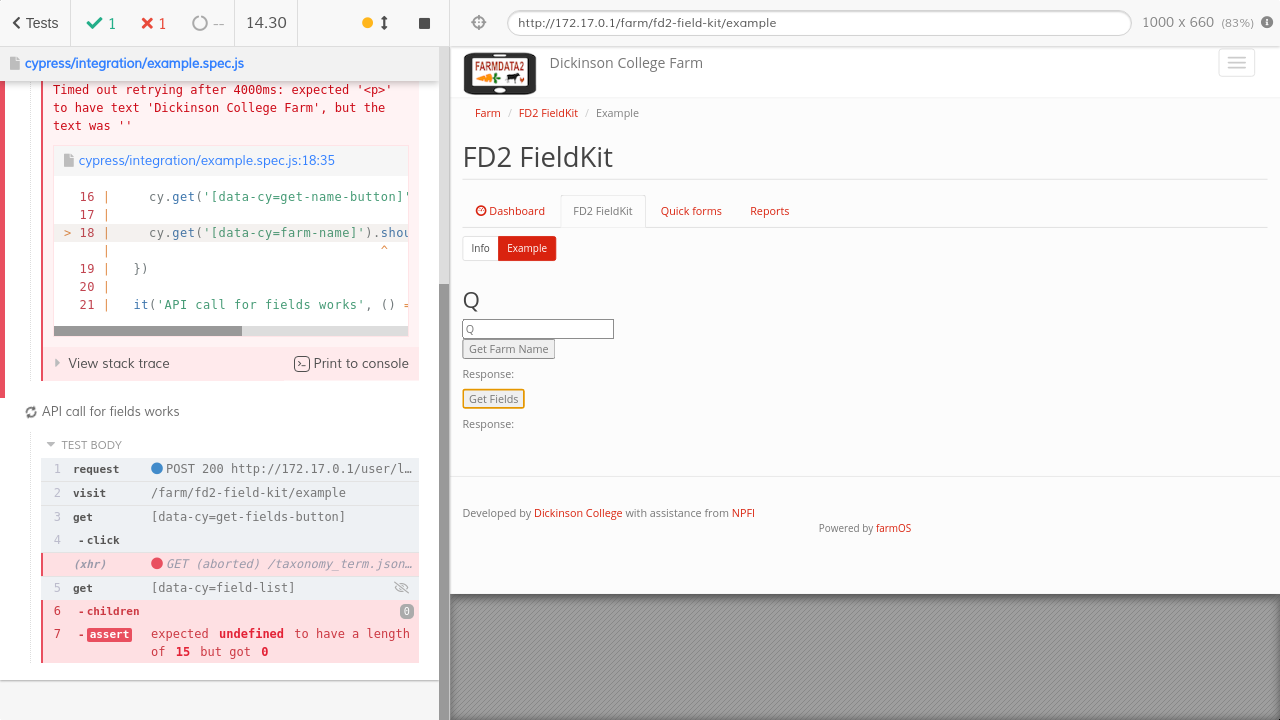 Tests
1
1
--
14.30
http://172.17.0.1/farm/fd2-field-kit/example
1000 x 660 (83%)
cypress/integration/example.spec.js
Timed out retrying after 4000ms: expected '<p>'
to have text 'Dickinson College Farm', but the
text was ''
cypress/integration/example.spec.js:18:35
16 |     cy.get('[data-cy=get-name-button]'
17 |
> 18 |     cy.get('[data-cy=farm-name]').shou
|                                   ^
19 |   })
20 |
21 |   it('API call for fields works', () =
View stack trace
Print to console
API call for fields works
TEST BODY
1 request POST 200 http://172.17.0.1/user/l…
2 visit /farm/fd2-field-kit/example
3 get [data-cy=get-fields-button]
4 -click
(xhr) GET (aborted) /taxonomy_term.json…
5 get [data-cy=field-list]
6 -children 0
7 -assert expected undefined to have a length
of 15 but got 0
FARMDATA2
Dickinson College Farm
Farm / FD2 FieldKit / Example
FD2 FieldKit
Dashboard FD2 FieldKit Quick forms Reports
Info Example
Q
Q
Get Farm Name
Response:
Get Fields
Response:
Developed by Dickinson College with assistance from NPFI
Powered by farmOS